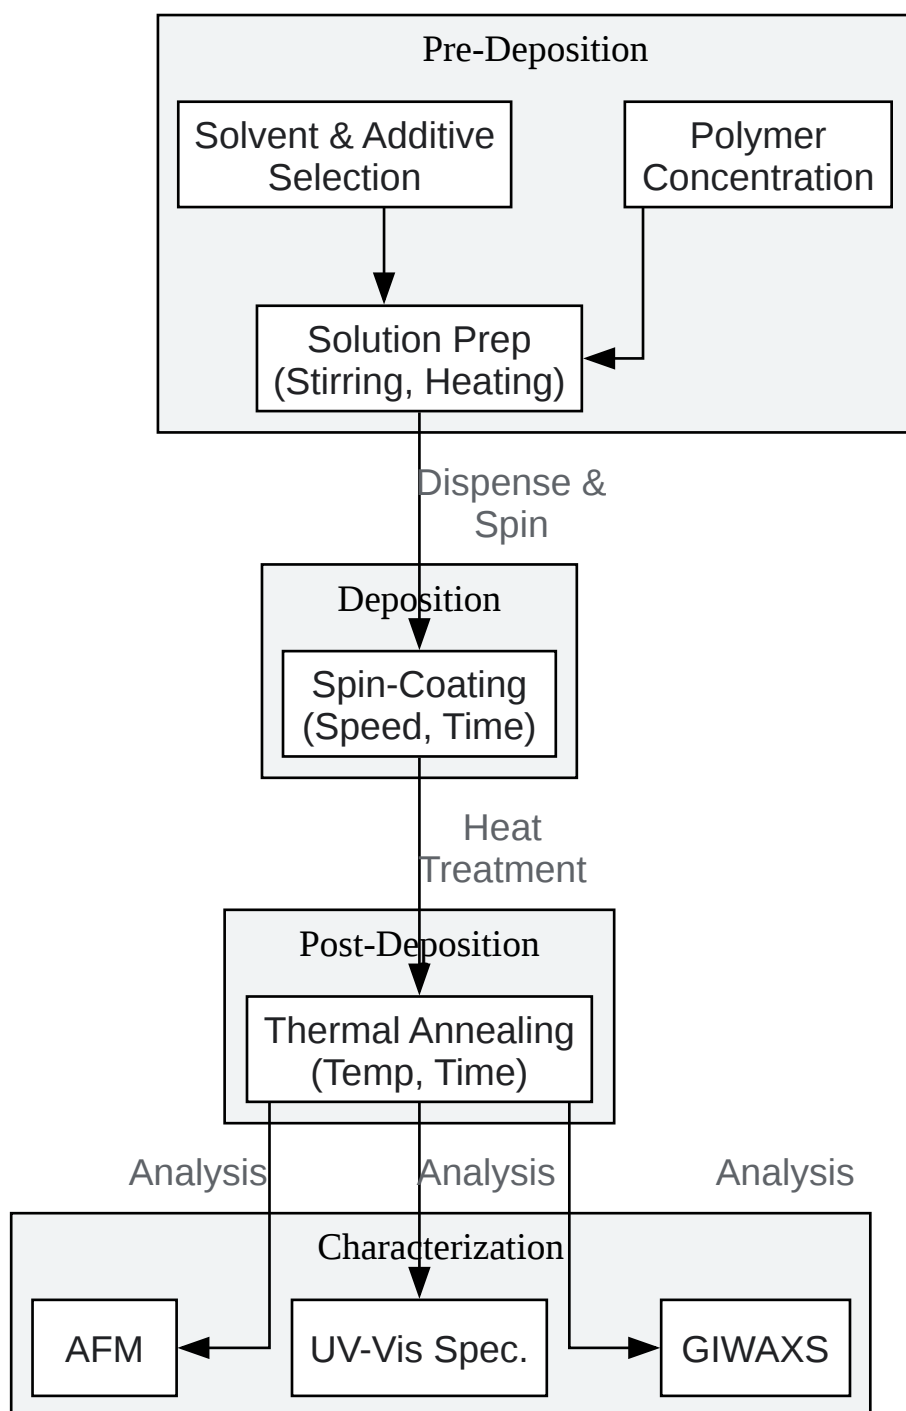 Pre-Deposition
Solvent & Additive
Selection
Polymer
Concentration
Solution Prep
(Stirring, Heating)
Dispense &
Spin
Deposition
Spin-Coating
(Speed, Time)
Heat
Treatment
Post-Deposition
Thermal Annealing
(Temp, Time)
Analysis
Analysis
Analysis
Characterization
AFM
UV-Vis Spec.
GIWAXS